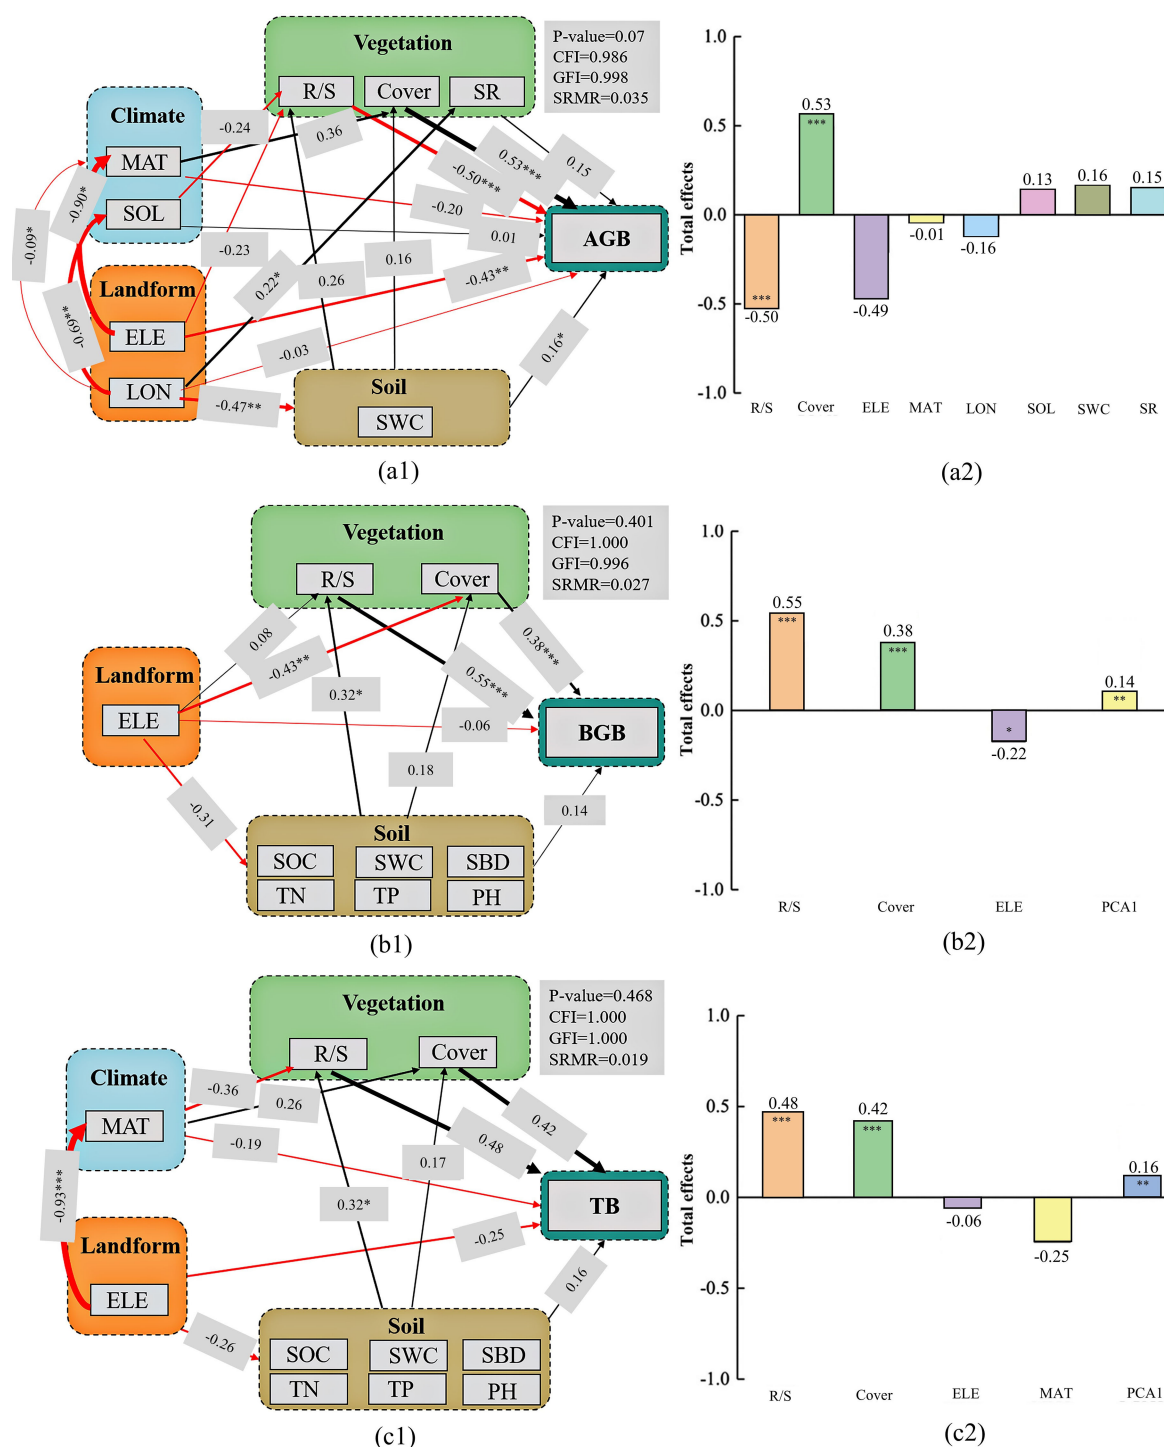 Vegetation
R/S
Cover
SR
P-value=0.07
CFI=0.986
GFI=0.998
SRMR=0.035
Climate
MAT
SOL
Landform
ELE
LON
Soil
SWC
AGB
-0.24
0.36
0.53***
-0.50***
0.15
-0.90*
-0.09*
-0.20
0.01
-0.23
0.22*
0.26
0.16
-0.43**
-0.69**
-0.03
0.16*
-0.47**
(a1)
1.0
0.5
0.0
-0.5
-1.0
Total effects
0.53
***
***
-0.50
-0.49
-0.01
-0.16
0.13
0.16
0.15
R/S
Cover
ELE
MAT
LON
SOL
SWC
SR
(a2)
Vegetation
R/S
Cover
P-value=0.401
CFI=1.000
GFI=0.996
SRMR=0.027
Landform
ELE
0.08
-0.43**
0.38***
0.55***
0.32*
-0.06
0.18
-0.31
0.14
BGB
Soil
SOC
SWC
SBD
TN
TP
PH
(b1)
1.0
0.5
0.0
-0.5
-1.0
Total effects
0.55
***
0.38
***
*
-0.22
0.14
**
R/S
Cover
ELE
PCA1
(b2)
Vegetation
R/S
Cover
P-value=0.468
CFI=1.000
GFI=1.000
SRMR=0.019
Climate
MAT
-0.36
0.26
-0.19
0.48
0.42
0.17
0.32*
-0.93***
Landform
ELE
-0.25
-0.26
0.16
TB
Soil
SOC
SWC
SBD
TN
TP
PH
(c1)
1.0
0.5
0.0
-0.5
-1.0
Total effects
0.48
***
0.42
***
-0.06
-0.25
0.16
**
R/S
Cover
ELE
MAT
PCA1
(c2)